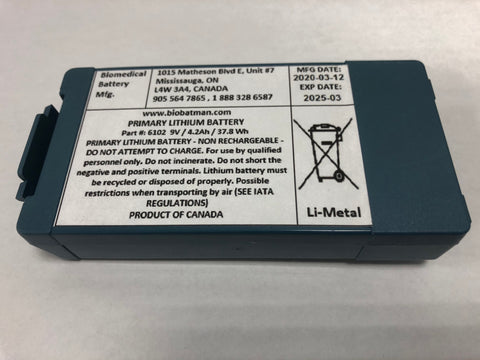 Biomedical
Battery
Mfg.
1015 Matheson Blvd E, Unit #7
Mississauga, ON
L4W 3A4, CANADA
905 564 7865 , 1 888 328 6587
MFG DATE:
2020-03-12
EXP DATE:
2025-03
www.biobatman.com
PRIMARY LITHIUM BATTERY
Part #: 6102 9V / 4.2Ah / 37.8 Wh
PRIMARY LITHIUM BATTERY - NON RECHARGEABLE -
DO NOT ATTEMPT TO CHARGE. For use by qualified
personnel only. Do not incinerate. Do not short the
negative and positive terminals. Lithium battery must
be recycled or disposed of properly. Possible
restrictions when transporting by air (SEE IATA
REGULATIONS)
PRODUCT OF CANADA
Li-Metal